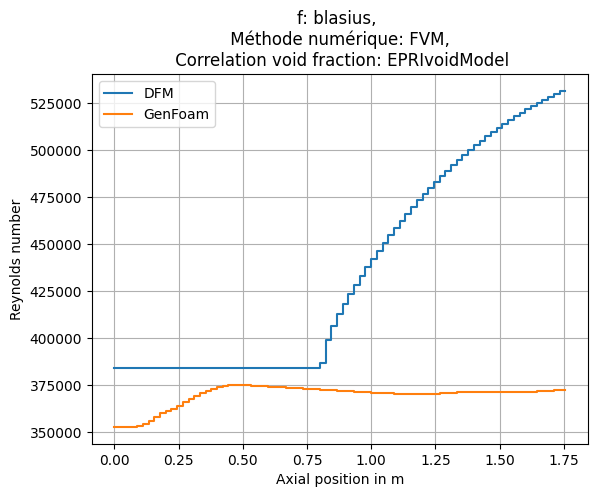 f: blasius,
Méthode numérique: FVM,
Correlation void fraction: EPRIvoidModel
DFM
GenFoam
525000
500000
475000
450000
425000
400000
375000
350000
Reynolds number
0.00 0.25 0.50 0.75 1.00 1.25 1.50 1.75
Axial position in m